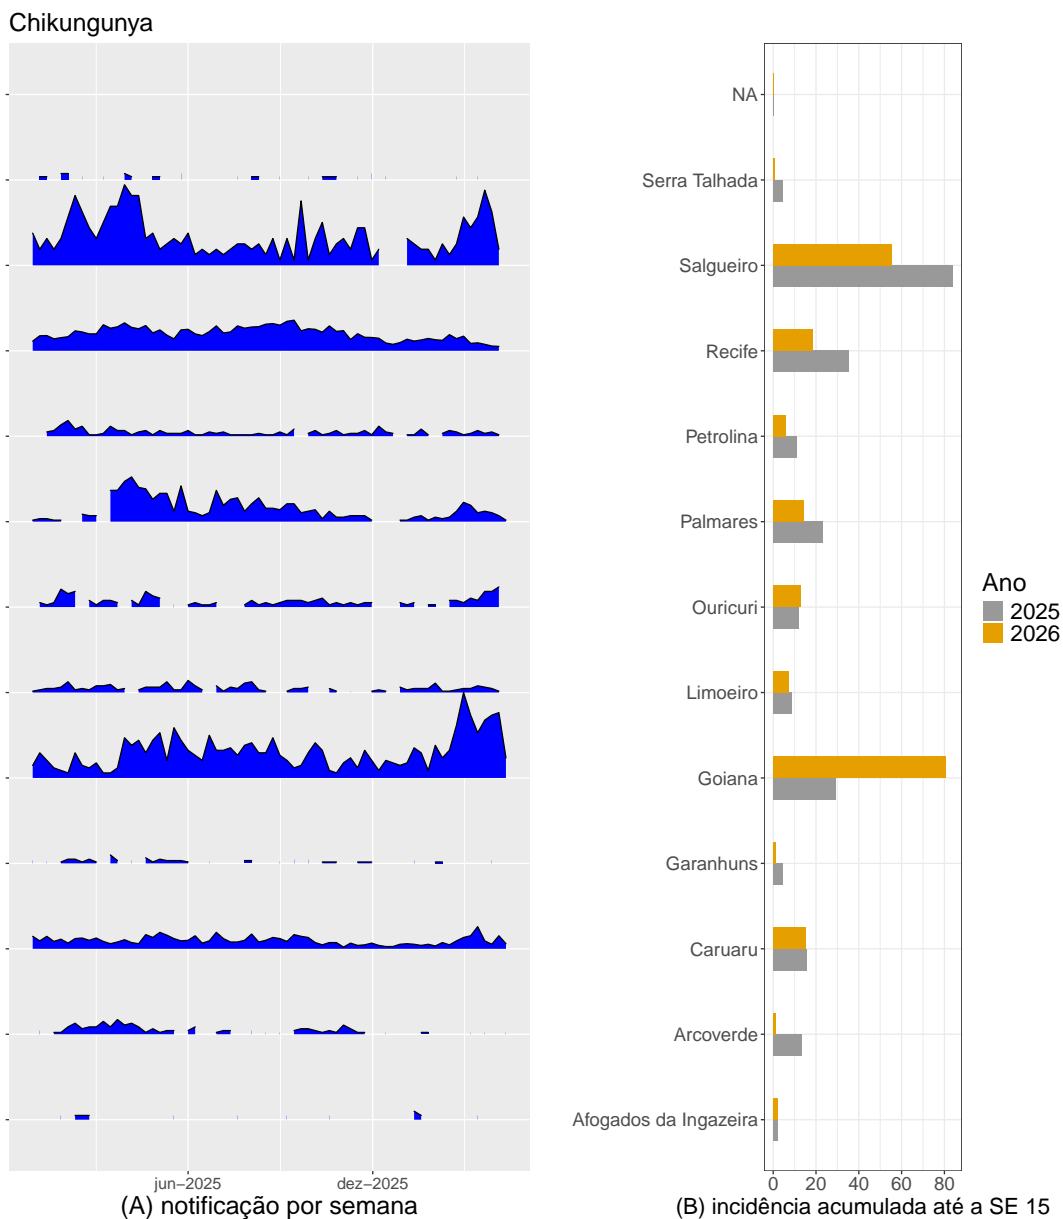 Chikungunya
jun−2025
dez−2025
(A) notificação por semana
NA
Serra Talhada
Salgueiro
Recife
Petrolina
Palmares
Ouricuri
Limoeiro
Goiana
Garanhuns
Caruaru
Arcoverde
Afogados da Ingazeira
0 20 40 60 80
(B) incidência acumulada até a SE 15
Ano
2025
2026